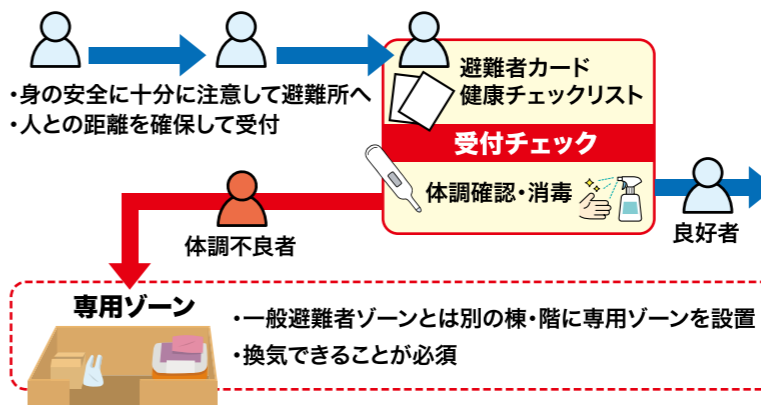 ・身の安全に十分に注意して避難所へ
・人との距離を確保して受付
避難者カード
健康チェックリスト
受付チェック
体調確認・消毒
良好者
体調不良者
専用ゾーン
・一般避難者ゾーンとは別の棟・階に専用ゾーンを設置
・換気できることが必須